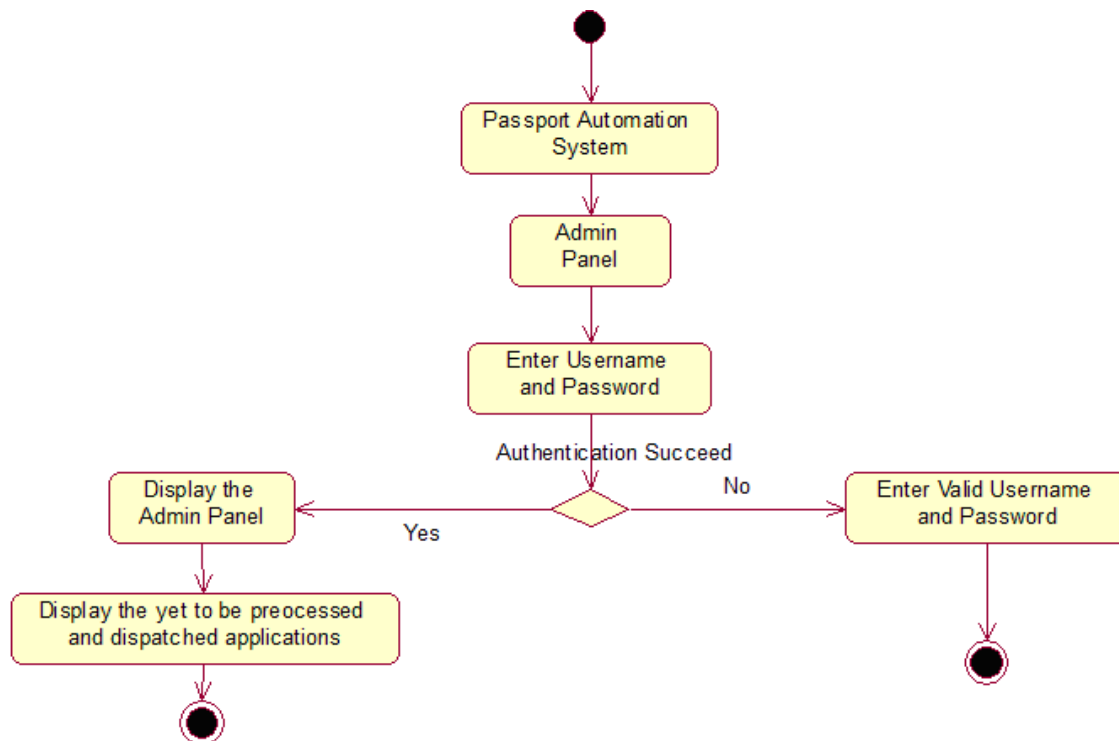 Passport Automation
System
Admin
Panel
Enter Username
and Password
Authentication Succeed
Display the
Admin Panel
Yes
No
Enter Valid Username
and Password
Display the yet to be preocessed
and dispatched applications